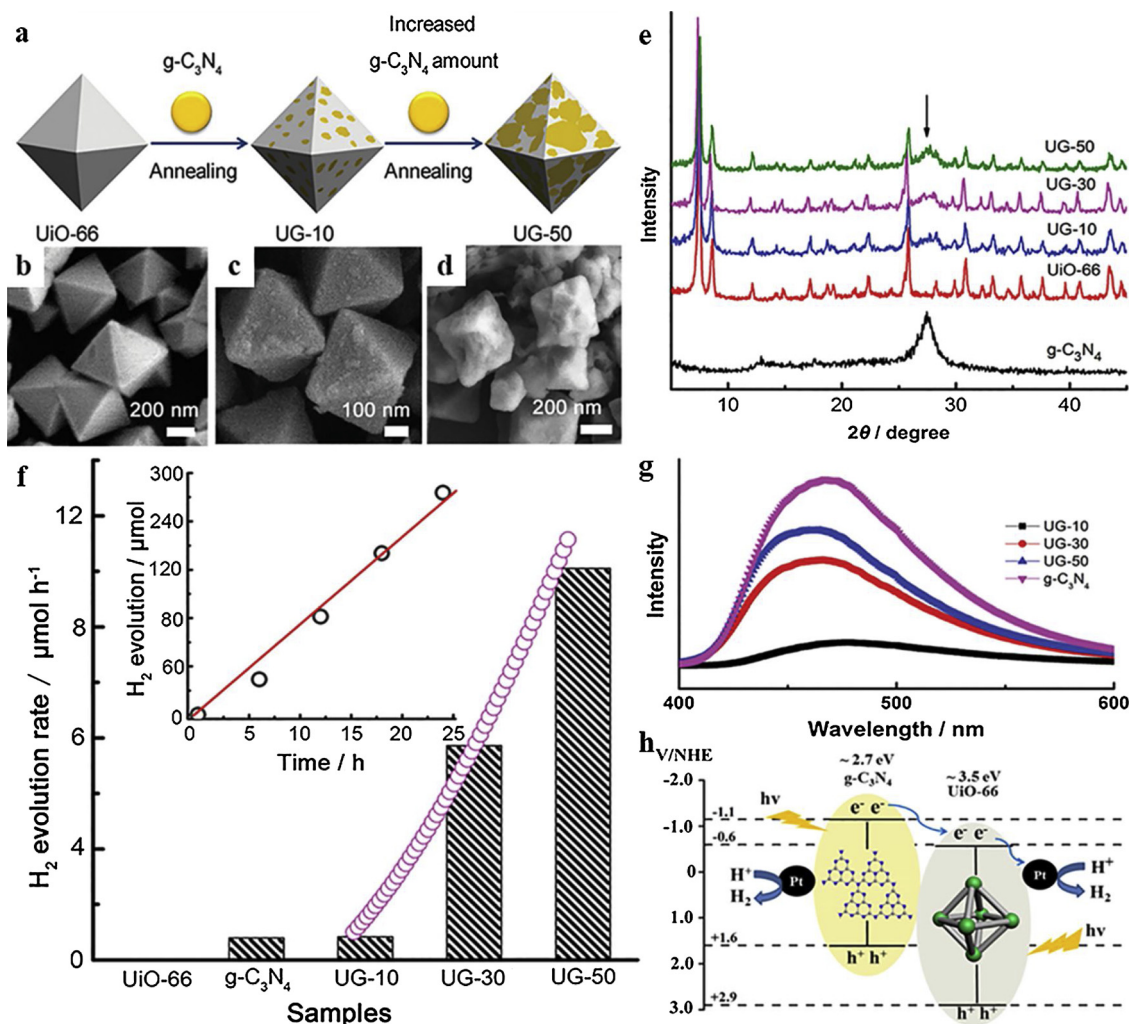 a
g-C3N4
Increased
g-C3N4 amount
Annealing
Annealing
UiO-66
UG-10
UG-50
b
200 nm
c
100 nm
d
200 nm
e
Intensity
UG-50
UG-30
UG-10
UiO-66
g-C3N4
10
20
30
40
2θ / degree
f
H2 evolution rate / μmol h-1
12
8
6
4
2
0
UiO-66
g-C3N4
UG-10
UG-30
UG-50
Samples
H2 evolution / μmol
300
240
120
80
60
0
0
5
10
15
20
25
Time / h
g
Intensity
UG-10
UG-30
UG-50
g-C3N4
400
500
600
Wavelength / nm
h
V/NHE
~ 2.7 eV
g-C3N4
~ 3.5 eV
UiO-66
-2.0
-1.0
0
1.0
2.0
3.0
-1.1
-0.6
+1.6
+2.9
hν
e- e-
e- e-
H+
H2
Pt
Pt
H+
H2
h+ h+
hν
h+ h+